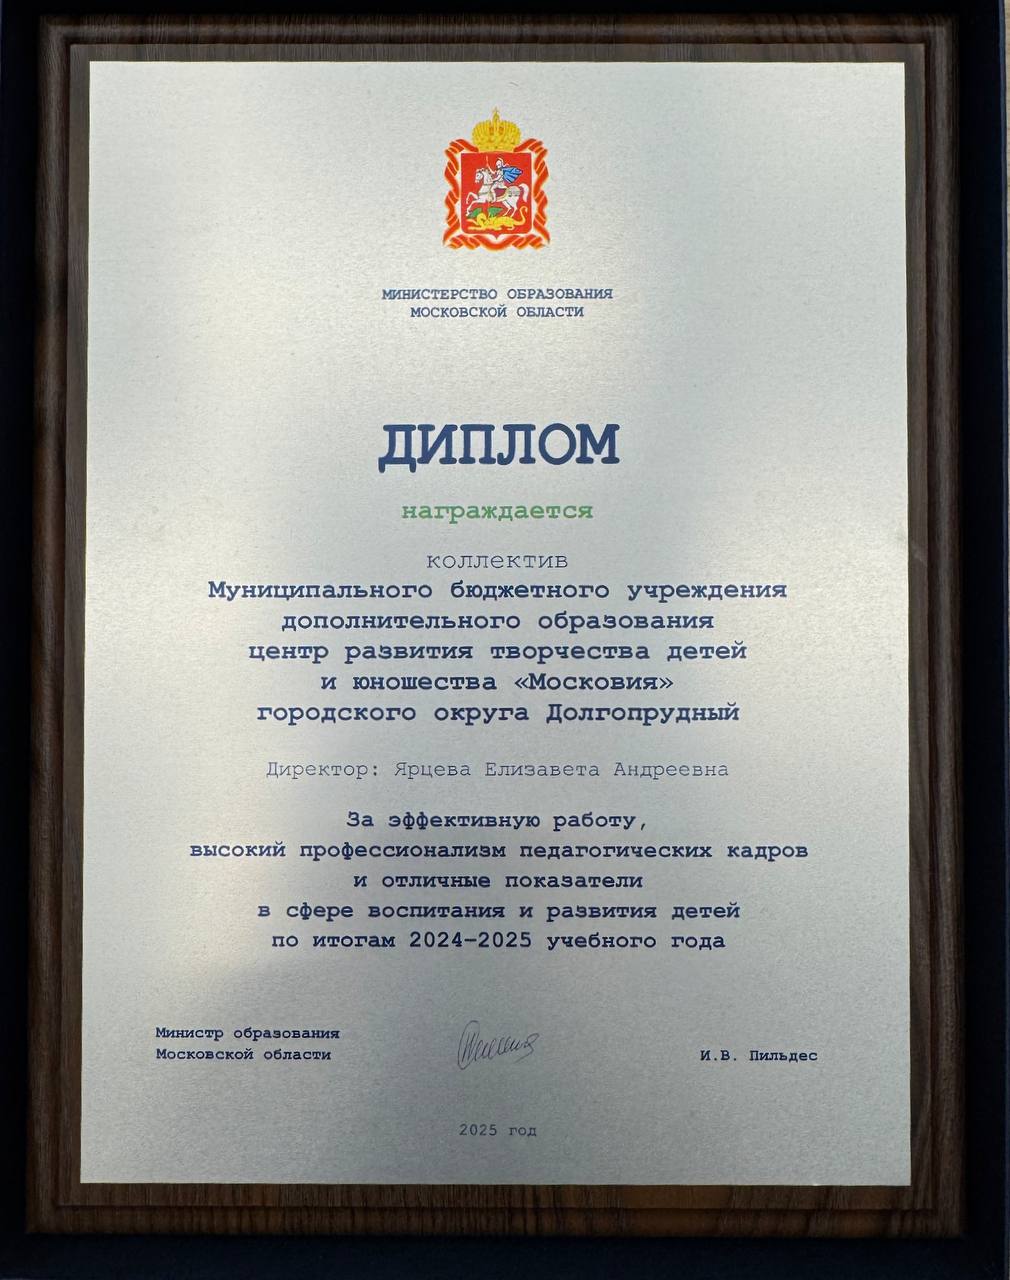 МИНИСТЕРСТВО ОБРАЗОВАНИЯ
МОСКОВСКОЙ ОБЛАСТИ
ДИПЛОМ
награждается
коллектив
Муниципального бюджетного учреждения
дополнительного образования
центр развития творчества детей
и юношества «Московия»
городского округа Долгопрудный
Директор: Ярцева Елизавета Андреевна
За эффективную работу,
высокий профессионализм педагогических кадров
и отличные показатели
в сфере воспитания и развития детей
по итогам 2024-2025 учебного года
Министр образования
Московской области
И.В. Пильдес
2025 год